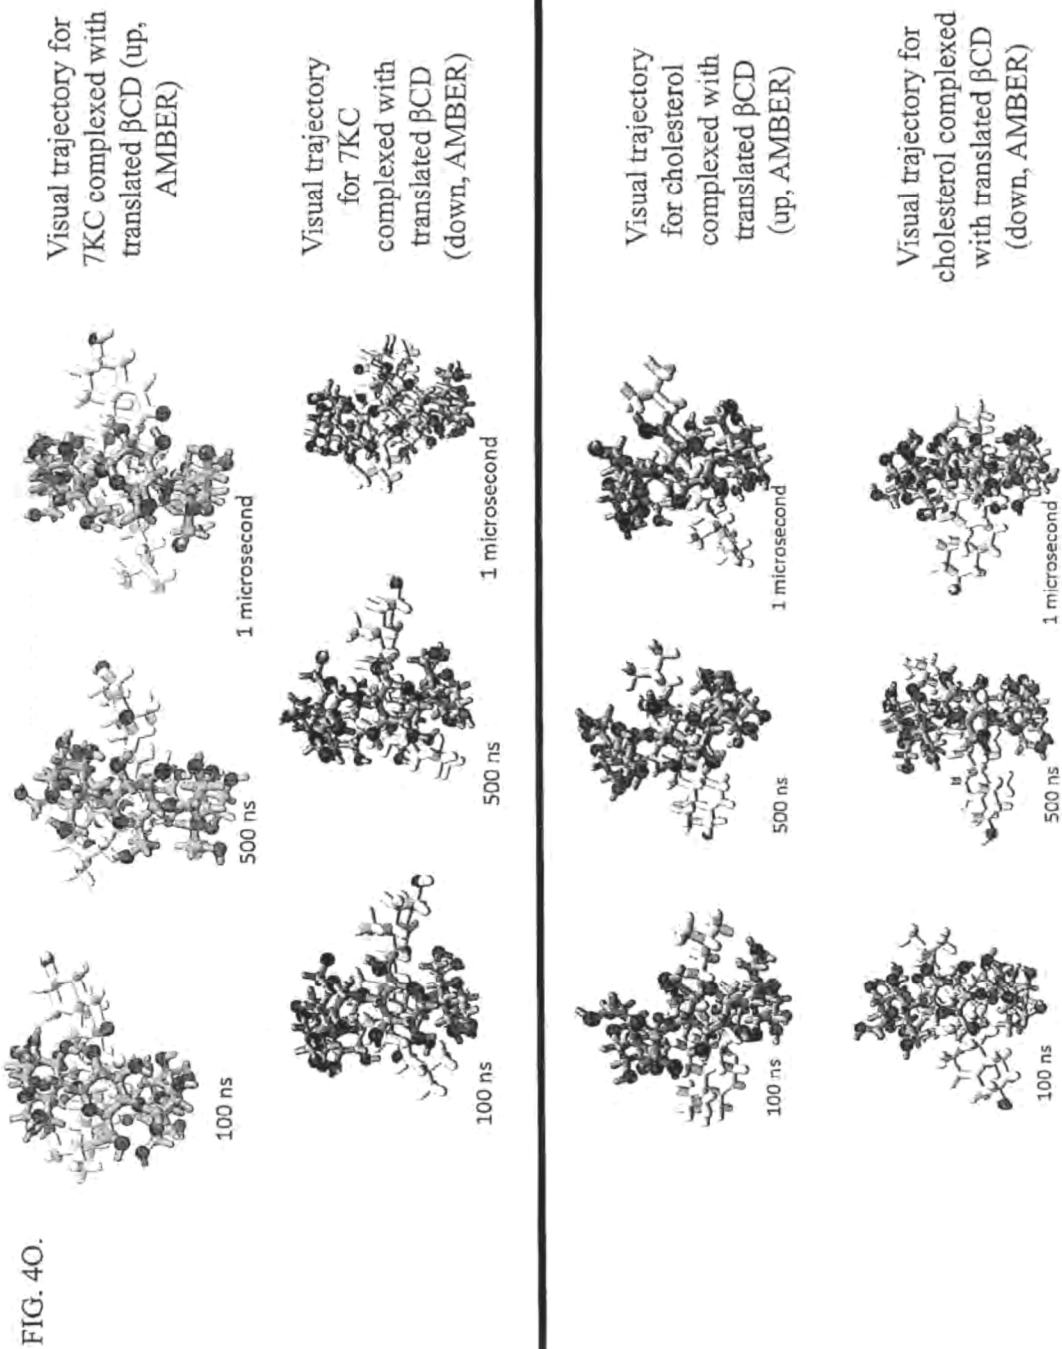 FIG. 4O.
100 ns
500 ns
1 microsecond
Visual trajectory for
7KC complexed with
translated βCD (up,
AMBER)
100 ns
500 ns
1 microsecond
Visual trajectory
for 7KC
complexed with
translated βCD
(down, AMBER)
100 ns
500 ns
1 microsecond
Visual trajectory
for cholesterol
complexed with
translated βCD
(up, AMBER)
100 ns
500 ns
1 microsecond
Visual trajectory for
cholesterol complexed
with translated βCD
(down, AMBER)